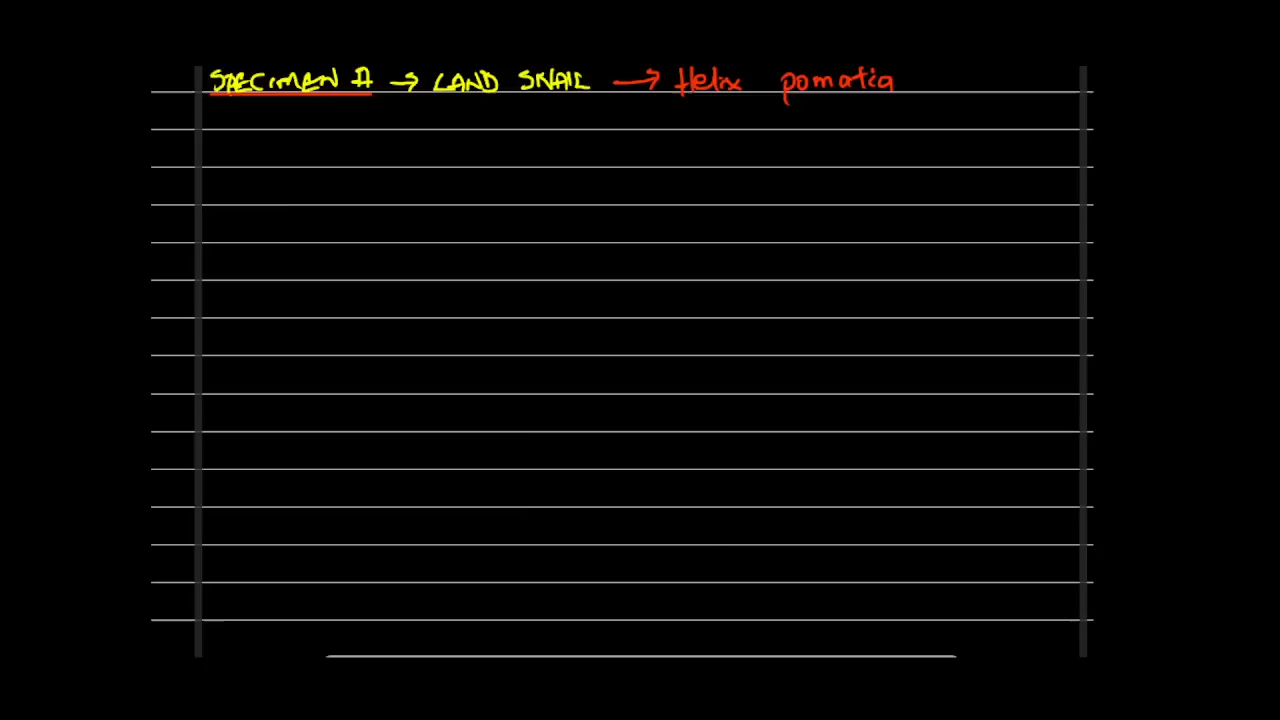 SPECIMEN A → LAND SNAIL → Helix pomatia